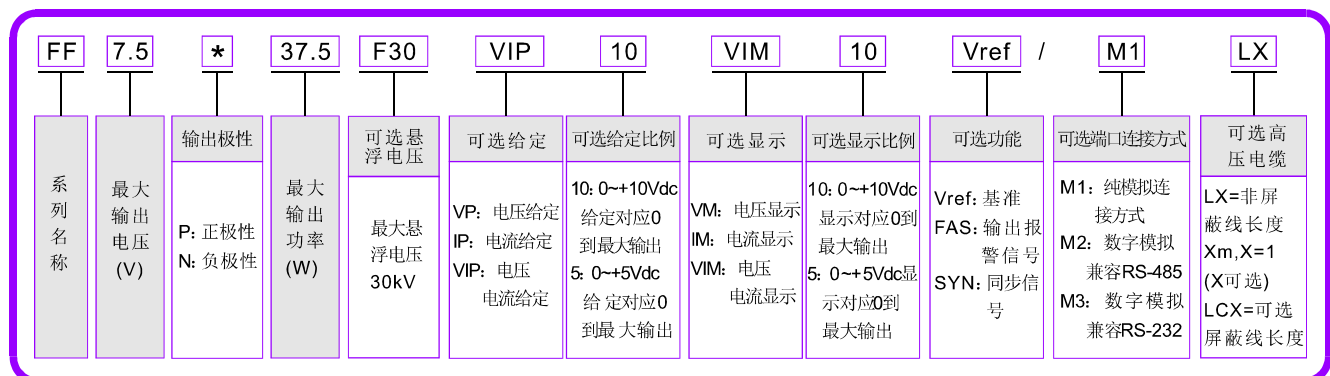 FF 7.5 * 37.5 F30 VIP 10 VIM 10 Vref / M1 LX
系
列
名
称
最大
输出
电压
(V)
输出极性
P：正极性
N：负极性
最大
输出
功率
(W)
可选悬
浮电压
最大悬
浮电压
30kV
可选给定
VP：电压给定
IP：电流给定
VIP：电压
电流给定
可选给定比例
10：0~+10Vdc
给定对应0
到最大输出
5：0~+5Vdc
给 定对应0
到最 大输出
可选显示
VM：电压显示
IM：电流显示
VIM：电压
电流显示
可选显示比例
10：0~+10Vdc
显示对应0到
最大输出
5：0~+5Vdc显
示对应0到
最大输出
可选功能
Vref：基准
FAS：输出报
警信号
SYN：同步信
号
可选端口连接方式
M1：纯模拟连
接方式
M2：数字模拟
兼容RS-485
M3：数字模拟
兼容RS-232
可选高
压电缆
LX=非屏
蔽线长度
Xm,X=1
(X可选)
LCX=可选
屏蔽线长度